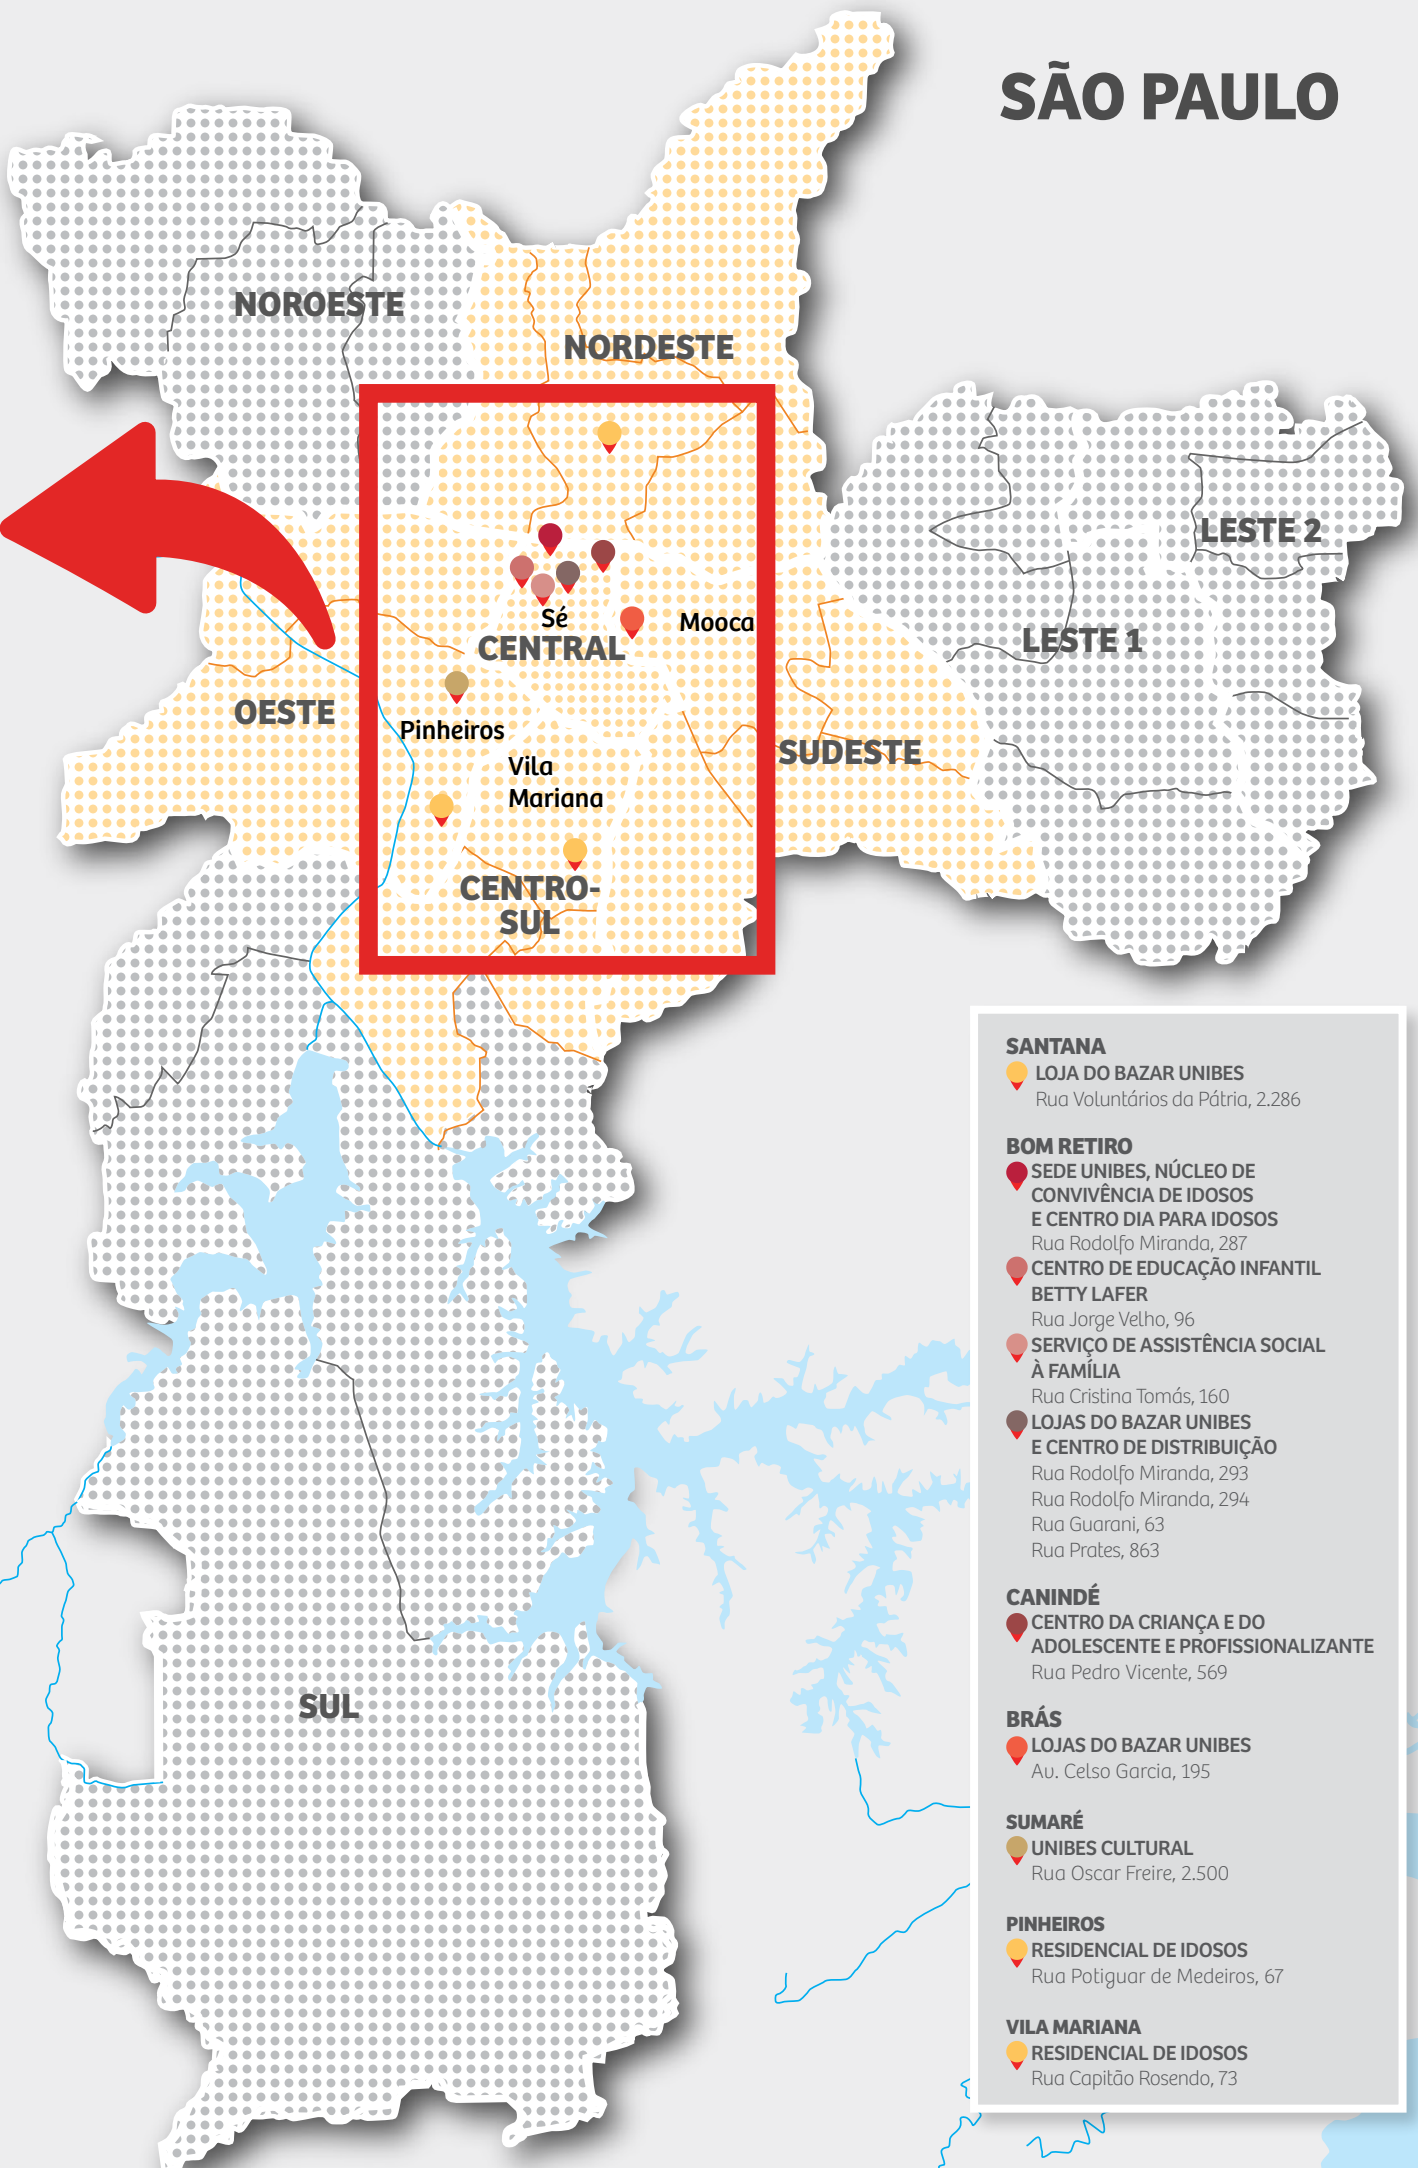 SÃO PAULO
NOROESTE
NORDESTE
LESTE 2
Sé
Mooca
CENTRAL
LESTE 1
OESTE
Pinheiros
SUDESTE
Vila
Mariana
CENTRO-
SUL
SUL
SANTANA
LOJA DO BAZAR UNIBES
Rua Voluntários da Pátria, 2.286
BOM RETIRO
SEDE UNIBES, NÚCLEO DE
CONVIVÊNCIA DE IDOSOS
E CENTRO DIA PARA IDOSOS
Rua Rodolfo Miranda, 287
CENTRO DE EDUCAÇÃO INFANTIL
BETTY LAFER
Rua Jorge Velho, 96
SERVIÇO DE ASSISTÊNCIA SOCIAL
À FAMÍLIA
Rua Cristina Tomás, 160
LOJAS DO BAZAR UNIBES
E CENTRO DE DISTRIBUIÇÃO
Rua Rodolfo Miranda, 293
Rua Rodolfo Miranda, 294
Rua Guarani, 63
Rua Prates, 863
CANINDÉ
CENTRO DA CRIANÇA E DO
ADOLESCENTE E PROFISSIONALIZANTE
Rua Pedro Vicente, 569
BRÁS
LOJAS DO BAZAR UNIBES
Av. Celso Garcia, 195
SUMARÉ
UNIBES CULTURAL
Rua Oscar Freire, 2.500
PINHEIROS
RESIDENCIAL DE IDOSOS
Rua Potiguar de Medeiros, 67
VILA MARIANA
RESIDENCIAL DE IDOSOS
Rua Capitão Rosendo, 73